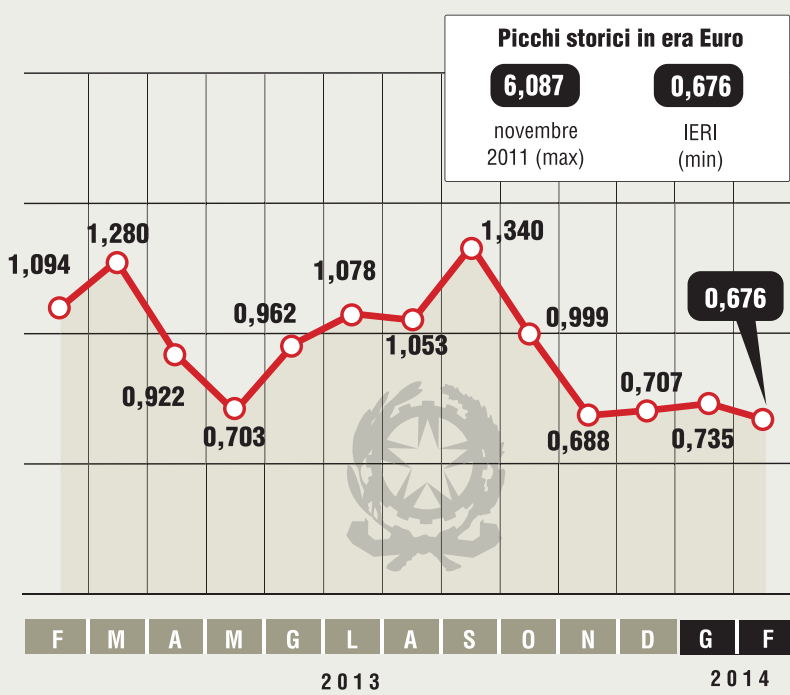 Picchi storici in era Euro
6,087
0,676
novembre
2011 (max)
IERI
(min)
1,094
1,280
0,922
0,703
0,962
1,078
1,053
1,340
0,999
0,688
0,707
0,735
0,676
F M A M G L A S O N D G F
2013
2014